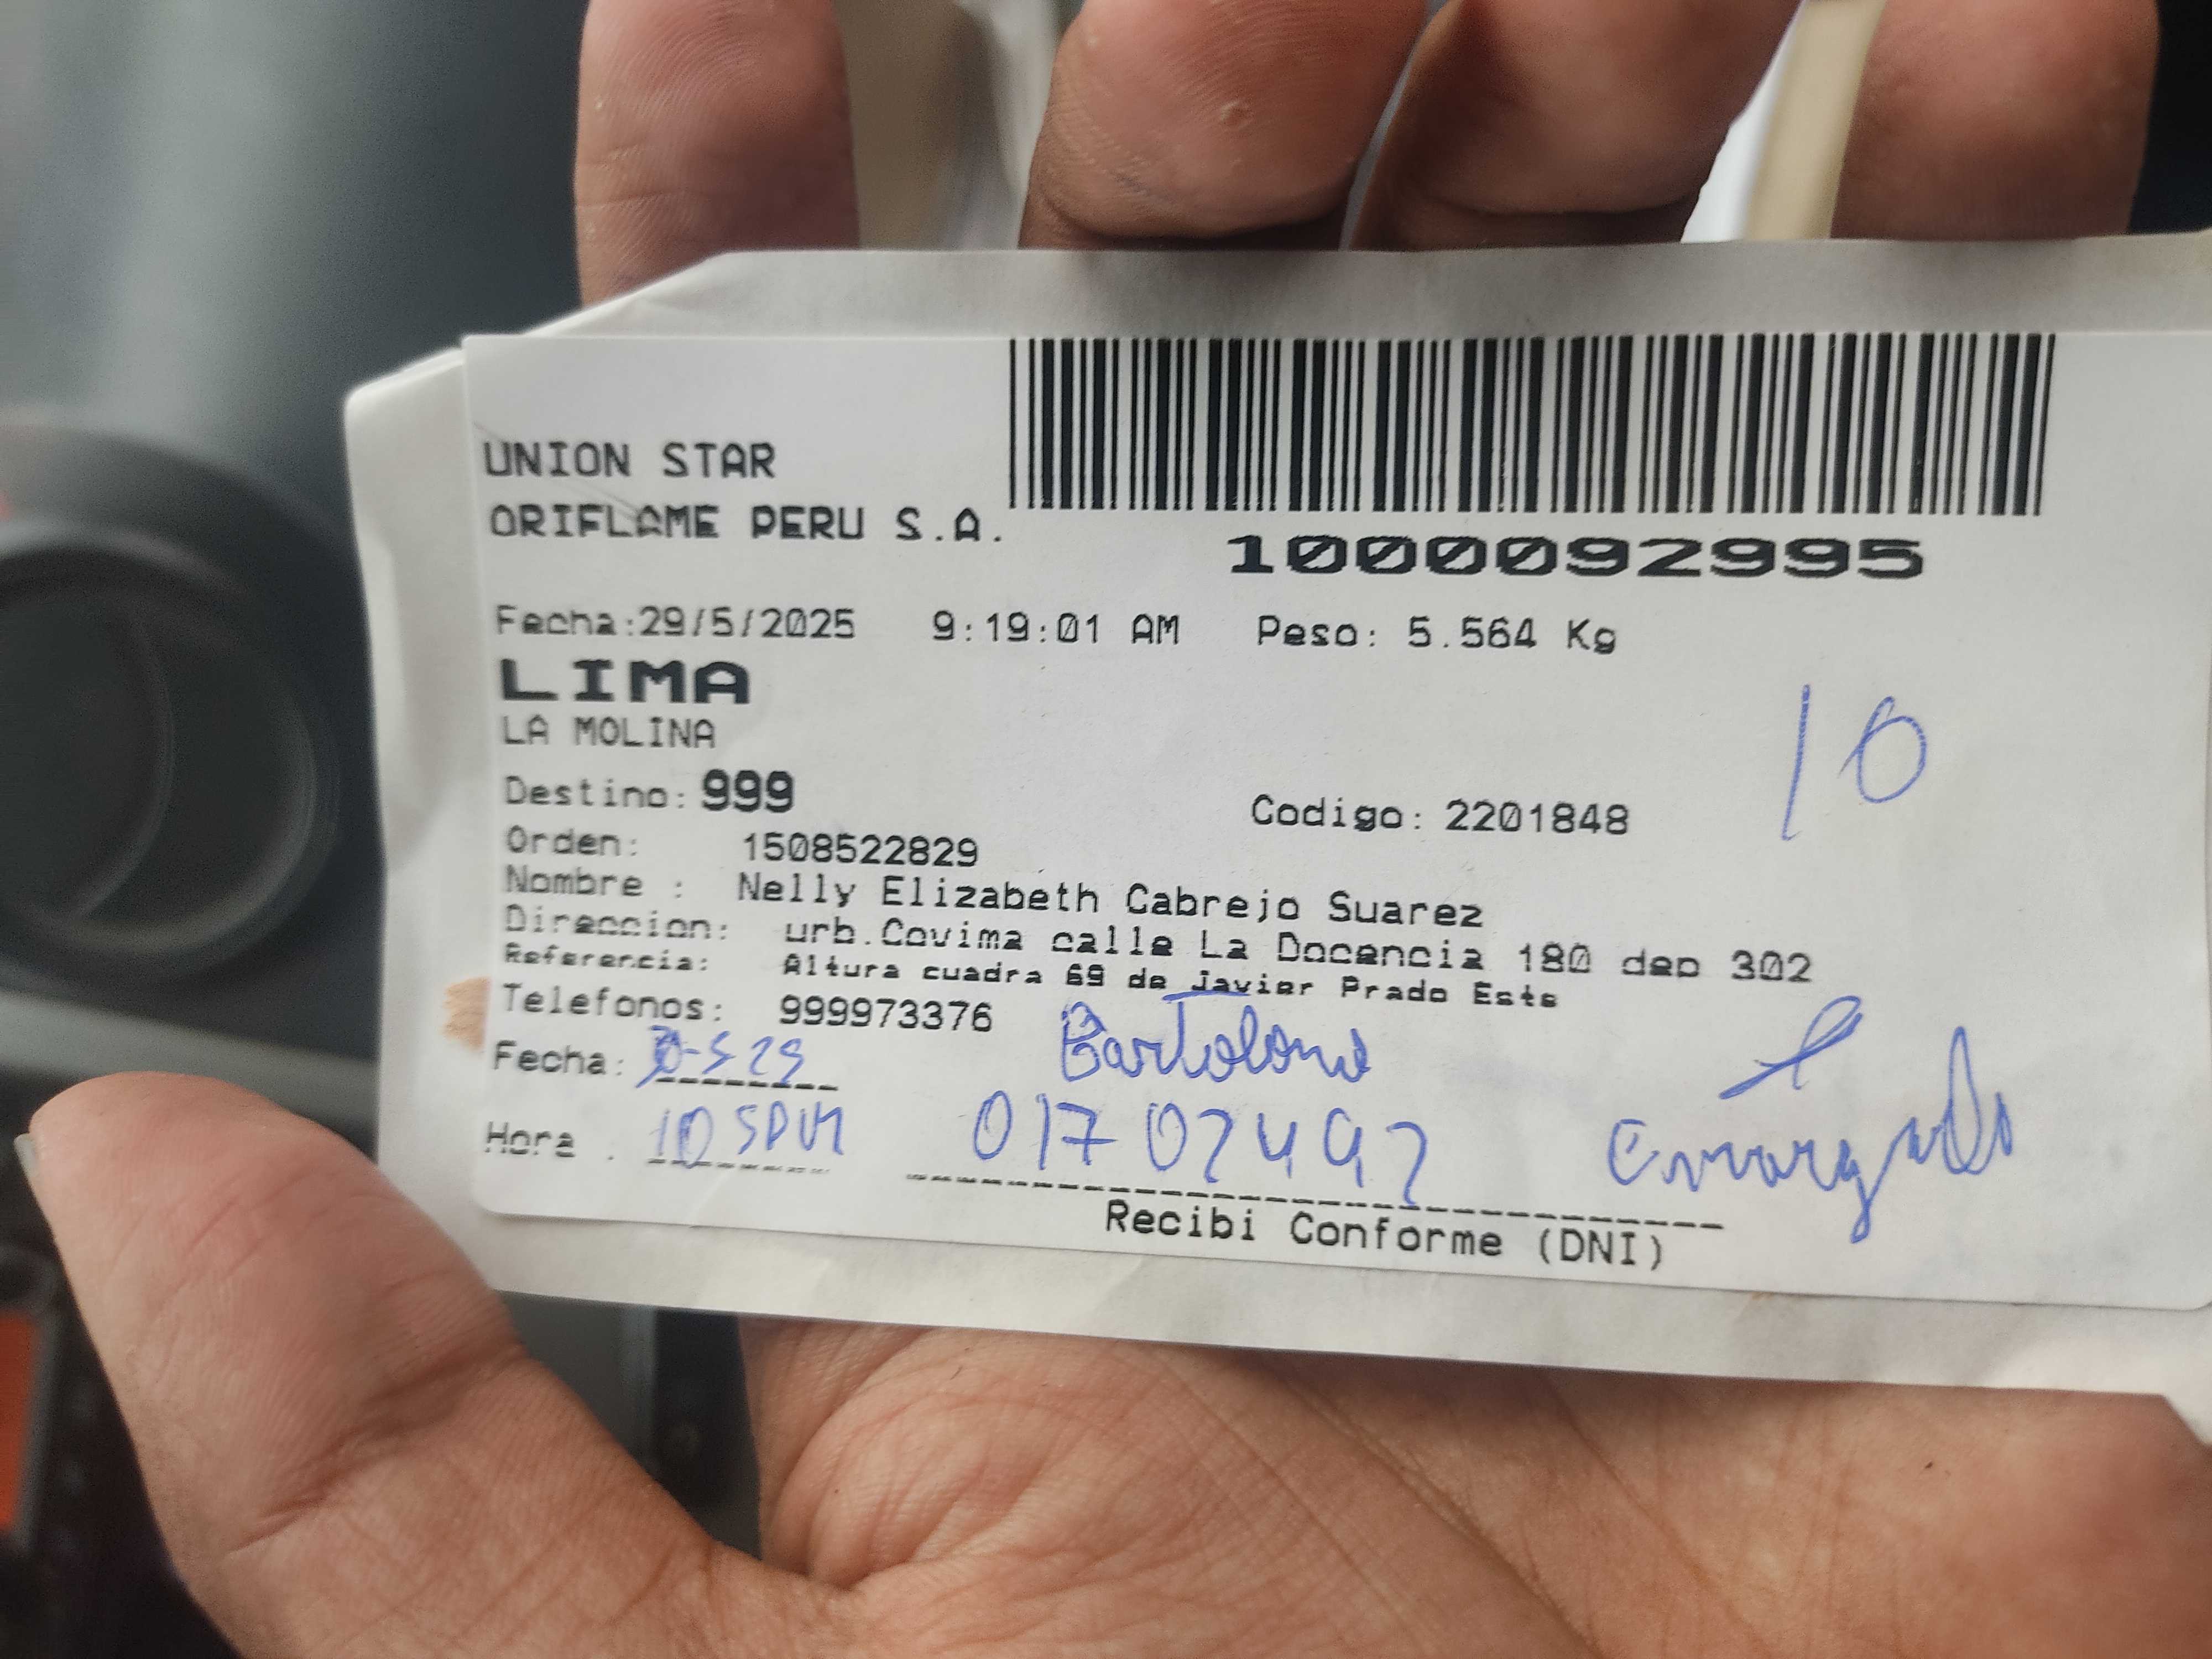 UNION STAR
ORIFLAME PERU S.A.
1000092995
Fecha:29/5/2025 9:19:01 AM Peso: 5.564 Kg
LIMA
LA MOLINA
10
Destino: 999 Codigo: 2201848
Orden: 1508522829
Nombre : Nelly Elizabeth Cabrejo Suarez
Direccion: urb.Covima calle La Docencia 180 dep 302
Referencia: Altura cuadra 69 de Javier Prado Este
Telefonos: 999973376
Fecha: Bartolome
Hora . 01702492
Recibi Conforme (DNI)